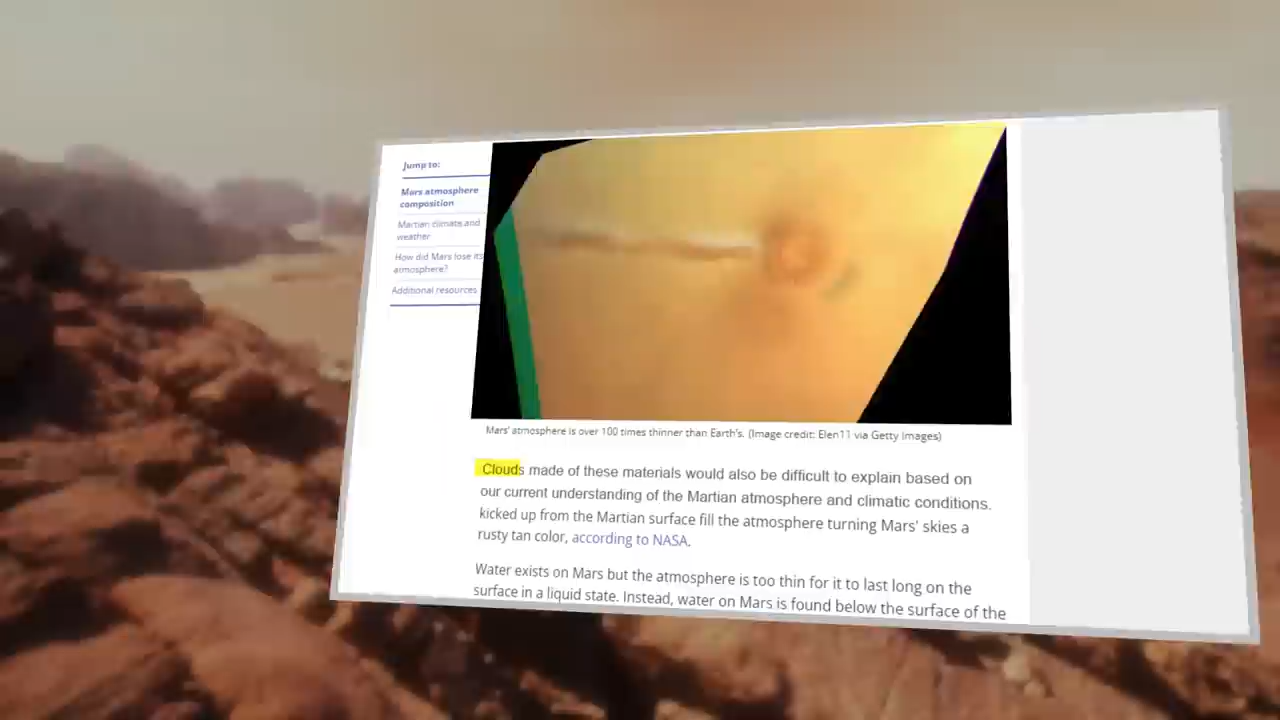 Jump to:
Mars atmosphere
composition
Martian climate and
weather
How did Mars lose its
atmosphere?
Additional resources
Mars' atmosphere is over 100 times thinner than Earth's. (Image credit: Elen11 via Getty Images)
Clouds made of these materials would also be difficult to explain based on
our current understanding of the Martian atmosphere and climatic conditions.
kicked up from the Martian surface fill the atmosphere turning Mars' skies a
rusty tan color, according to NASA.
Water exists on Mars but the atmosphere is too thin for it to last long on the
surface in a liquid state. Instead, water on Mars is found below the surface of the